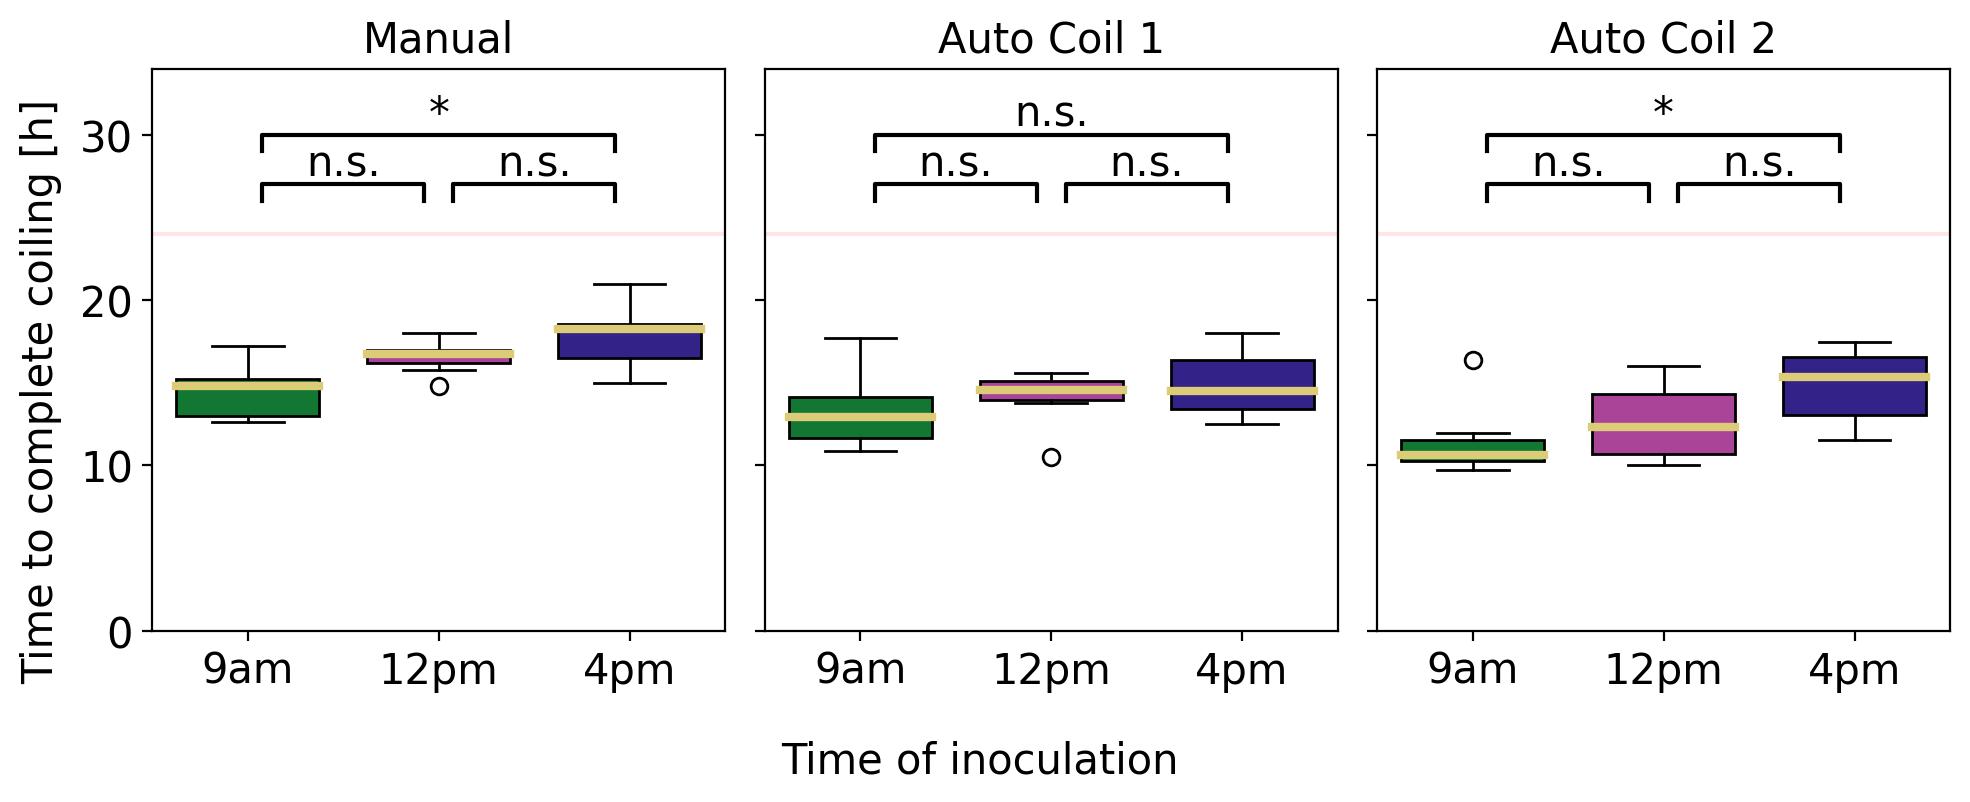 Manual
Auto Coil 1
Auto Coil 2
Time to complete coiling [h]
30
20
10
0
*
n.s.
n.s.
n.s.
n.s.
n.s.
*
n.s.
n.s.
9am
12pm
4pm
9am
12pm
4pm
9am
12pm
4pm
Time of inoculation